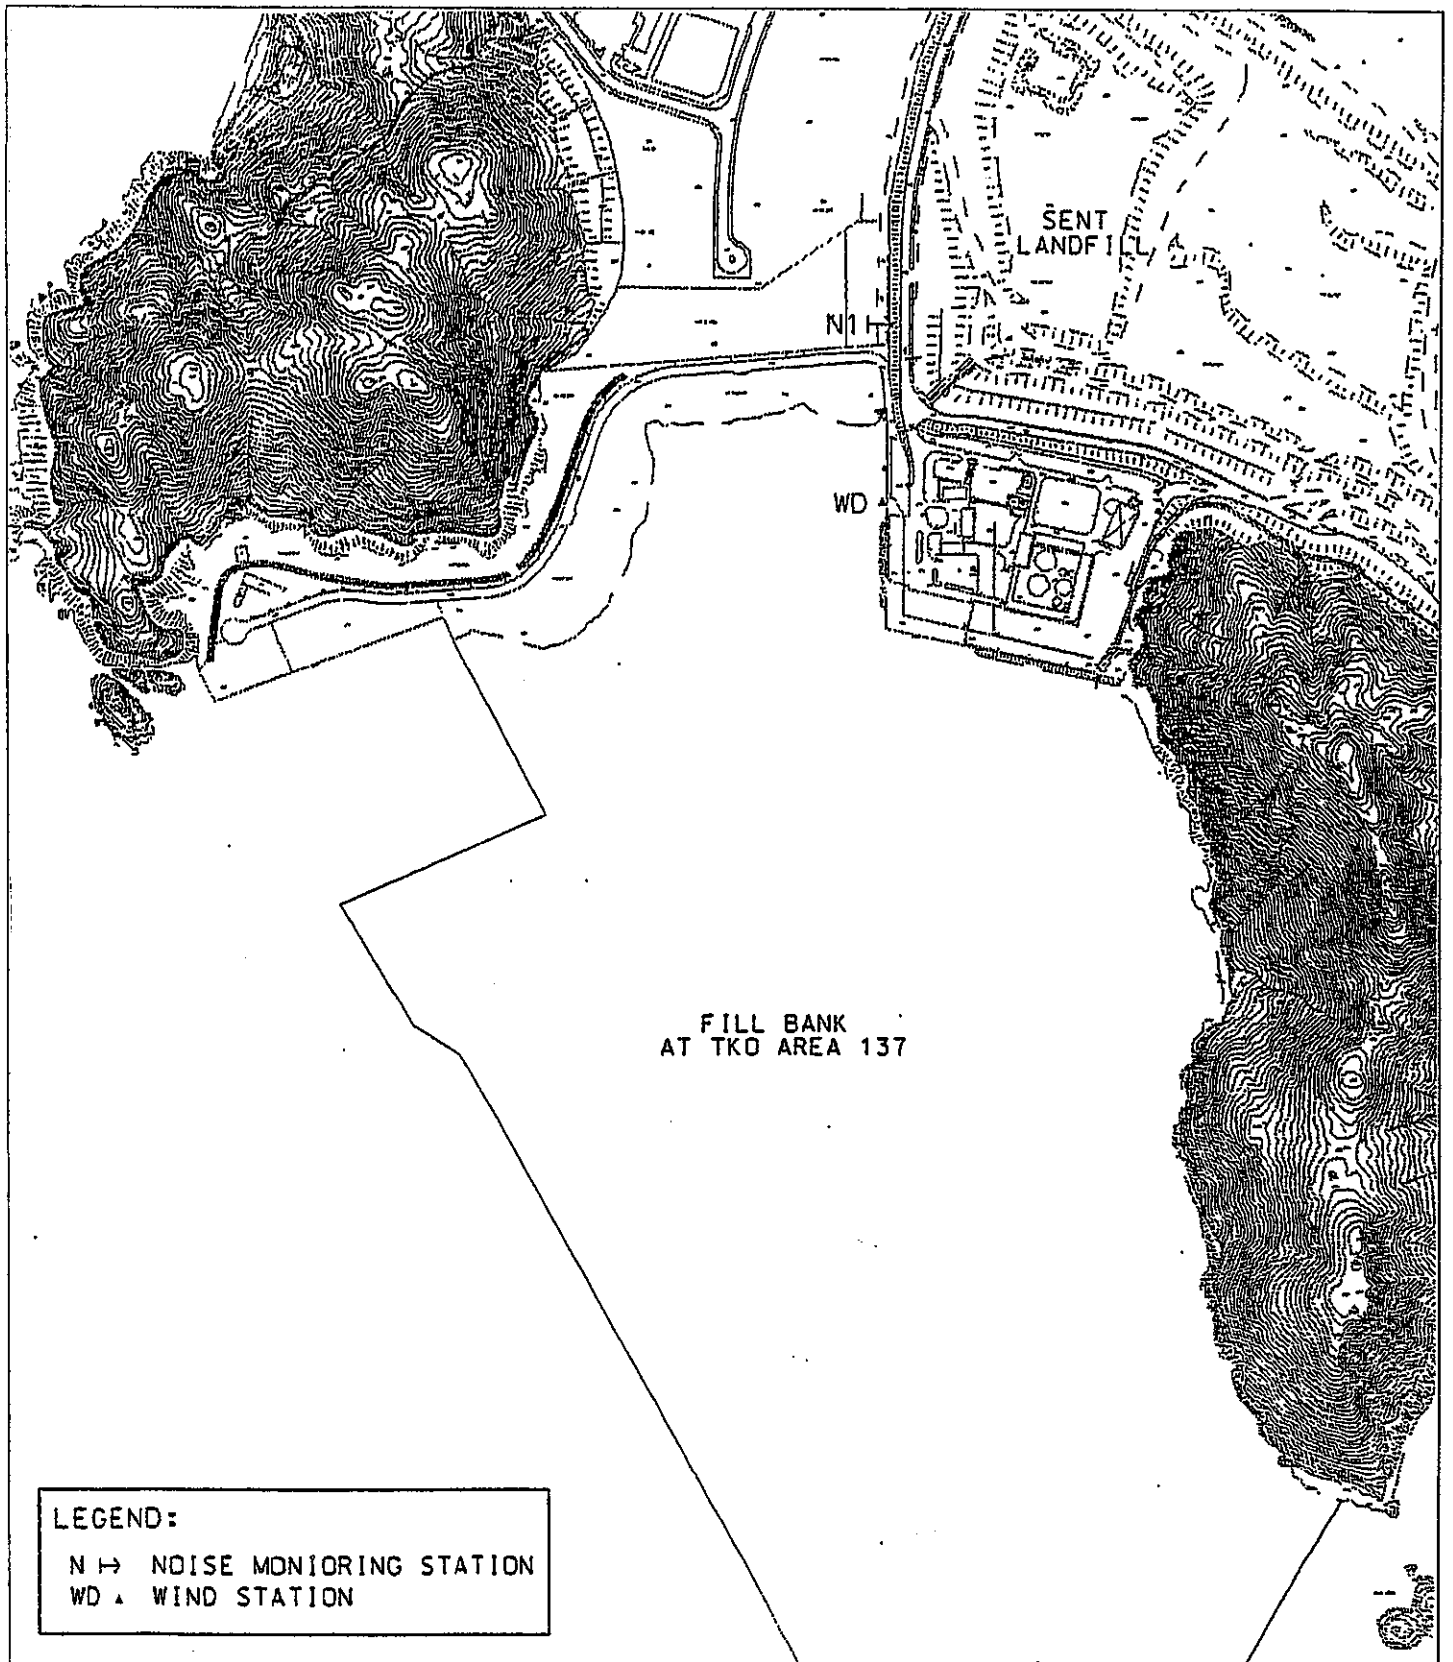 SENT
LANDFILL
N1
WD
FILL BANK
AT TKO AREA 137
LEGEND:
N NOISE MONIORING STATION
WD ▲ WIND STATION